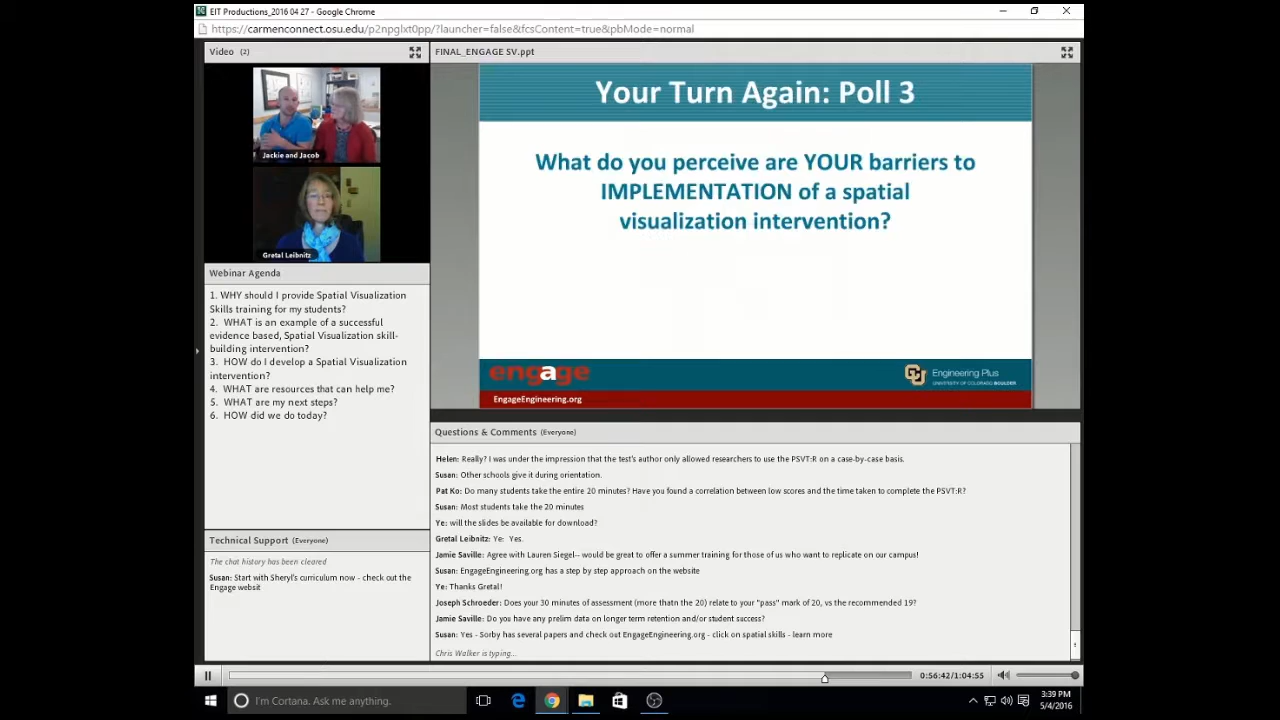 EIT Productions_2016 04 27 - Google Chrome
https://carmenconnect.osu.edu/p2npglxt0pp/?launcher=false&fcsContent=true&pbMode=normal
Video (2)
Jackie and Jacob
Gretal Leibnitz
Webinar Agenda
1. WHY should I provide Spatial Visualization
Skills training for my students?
2. WHAT is an example of a successful
evidence based, Spatial Visualization skill-
building intervention?
3. HOW do I develop a Spatial Visualization
intervention?
4. WHAT are resources that can help me?
5. WHAT are my next steps?
6. HOW did we do today?
Technical Support (Everyone)
The chat history has been cleared
Susan: Start with Sheryl's curriculum now - check out the
Engage websit
FINAL_ENGAGE SV.ppt
Your Turn Again: Poll 3
What do you perceive are YOUR barriers to
IMPLEMENTATION of a spatial
visualization intervention?
engage
Engineering Plus
UNIVERSITY OF COLORADO BOULDER
EngageEngineering.org
Questions & Comments (Everyone)
Helen: Really? I was under the impression that the test's author only allowed researchers to use the PSVT:R on a case-by-case basis.
Susan: Other schools give it during orientation.
Pat Ko: Do many students take the entire 20 minutes? Have you found a correlation between low scores and the time taken to complete the PSVT:R?
Susan: Most students take the 20 minutes
Ye: will the slides be available for download?
Gretal Leibnitz: Ye: Yes.
Jamie Saville: Agree with Lauren Siegel-- would be great to offer a summer training for those of us who want to replicate on our campus!
Susan: EngageEngineering.org has a step by step approach on the website
Ye: Thanks Gretal!
Joseph Schroeder: Does your 30 minutes of assessment (more thatn the 20) relate to your "pass" mark of 20, vs the recommended 19?
Jamie Saville: Do you have any prelim data on longer term retention and/or student success?
Susan: Yes - Sorby has several papers and check out EngageEngineering.org - click on spatial skills - learn more
Chris Walker is typing...
0:56:42/1:04:55
I'm Cortana. Ask me anything.
3:39 PM
5/4/2016